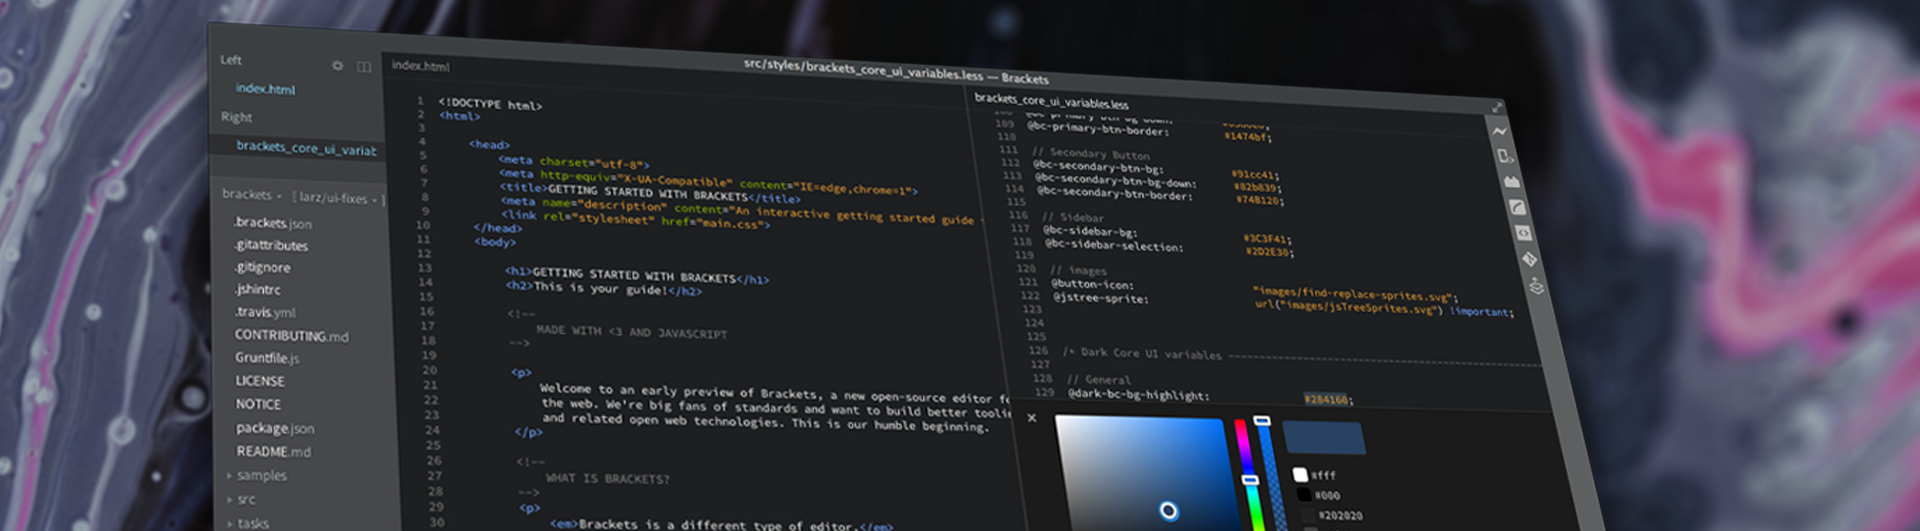 src/styles/brackets_core_ui_variables.less — Brackets
Left
index.html
Right
brackets_core_ui_variabl
brackets
[ larz/ui-fixes ]
.brackets.json
.gitattributes
.gitignore
.jshintrc
.travis.yml
CONTRIBUTING.md
Gruntfile.js
LICENSE
NOTICE
package.json
README.md
samples
src
tasks
index.html
1 <!DOCTYPE html>
2 <html>
3
4 <head>
5 <meta charset="utf-8">
6 <meta http-equiv="X-UA-Compatible" content="IE=edge,chrome=1">
7 <title>GETTING STARTED WITH BRACKETS</title>
8 <meta name="description" content="An interactive getting started guide
9 <link rel="stylesheet" href="main.css">
10 </head>
11 <body>
12
13 <h1>GETTING STARTED WITH BRACKETS</h1>
14 <h2>This is your guide!</h2>
15
16 <!--
17 MADE WITH <3 AND JAVASCRIPT
18 -->
19
20 <p>
21 Welcome to an early preview of Brackets, a new open-source editor fo
22 the web. We're big fans of standards and want to build better toolin
23 and related open web technologies. This is our humble beginning.
24 </p>
25
26 <!--
27 WHAT IS BRACKETS?
28 -->
29 <p>
30 <em>Brackets is a different type of editor.</em>
brackets_core_ui_variables.less
109 @bc-primary-btn-border: #1474bf;
110
111 // Secondary Button
112 @bc-secondary-btn-bg: #91cc41;
113 @bc-secondary-btn-bg-down: #82b839;
114 @bc-secondary-btn-border: #74B120;
115
116 // Sidebar
117 @bc-sidebar-bg: #3C3F41;
118 @bc-sidebar-selection: #2D2E30;
119
120 // images
121 @button-icon: "images/find-replace-sprites.svg";
122 @jstree-sprite: url("images/jsTreeSprites.svg") !important;
123
124
125
126 /* Dark Core UI variables ------------------------------------------------
127
128 // General
129 @dark-bc-bg-highlight: #284160;
#fff
#000
#202020